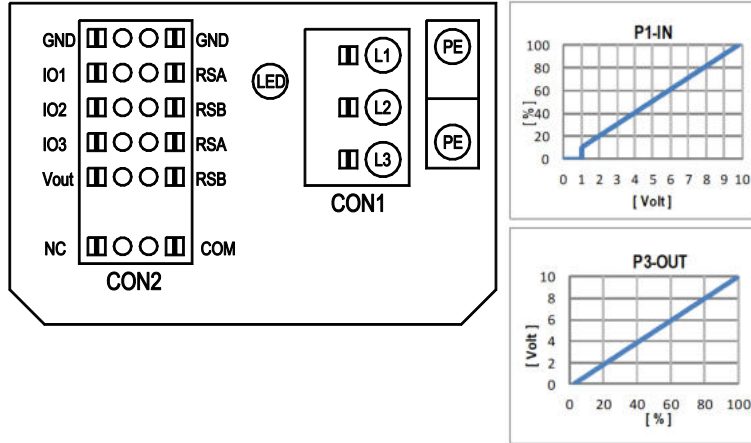 GND GND
IO1 RSA
IO2 RSB
IO3 RSA
Vout RSB
NC COM
CON2
LED
L1
L2
L3
CON1
PE
PE
P1-IN
[ % ]
100
80
60
40
20
0
0 1 2 3 4 5 6 7 8 9 10
[ Volt ]
P3-OUT
[ Volt ]
10
8
6
4
2
0
0 20 40 60 80 100
[ % ]